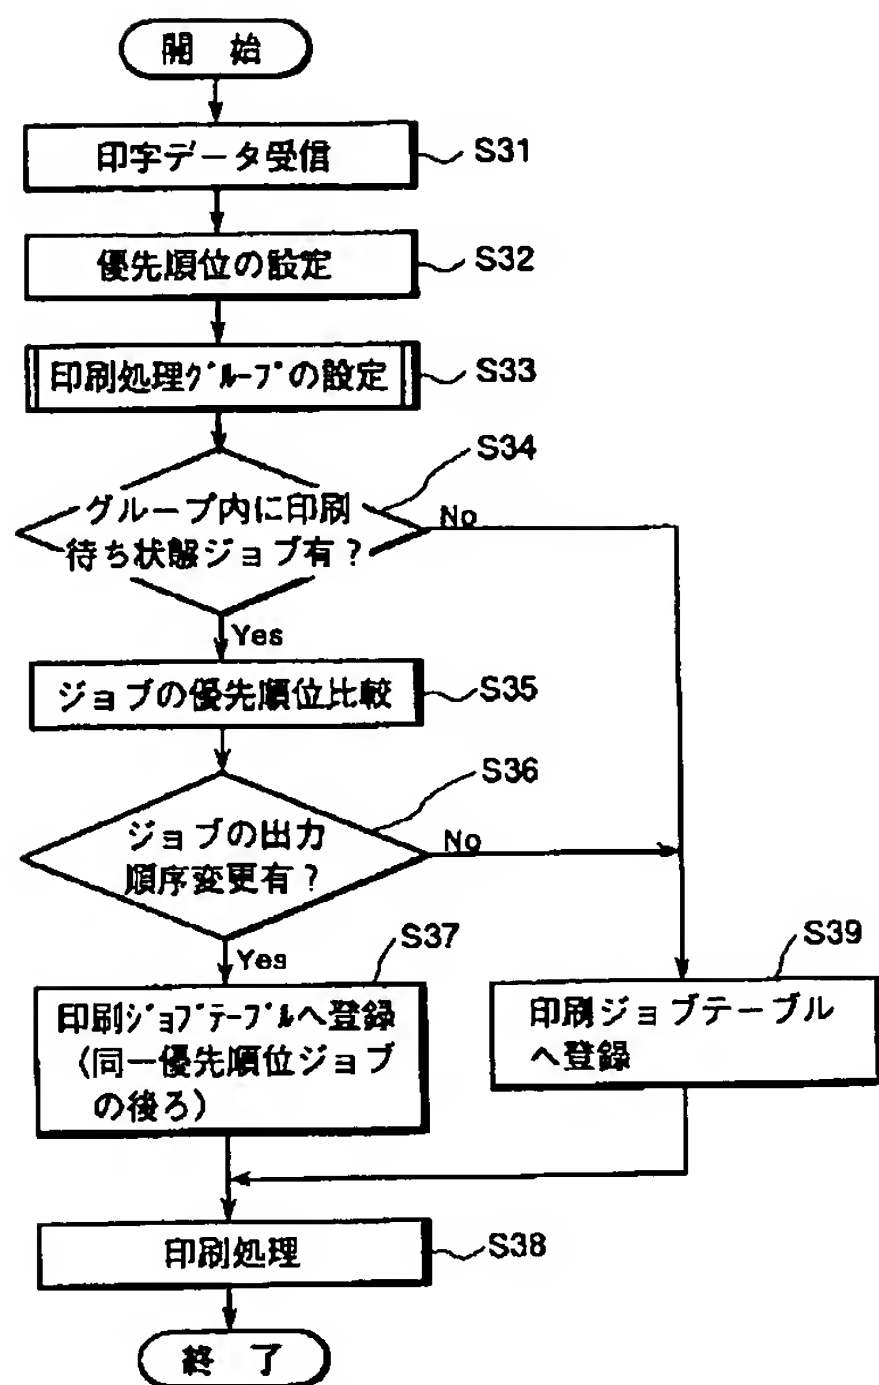 開 始
印字データ受信
S31
優先順位の設定
S32
印刷処理ｸﾞﾙｰﾌﾟの設定
S33
S34
グループ内に印刷
待ち状態ジョブ有？
No
Yes
ジョブの優先順位比較
S35
S36
ジョブの出力
順序変更有？
No
Yes
S37
印刷ｼﾞｮﾌﾞﾃｰﾌﾞﾙへ登録
（同一優先順位ジョブ
の後ろ）
S39
印刷ジョブテーブル
へ登録
印刷処理
S38
終 了